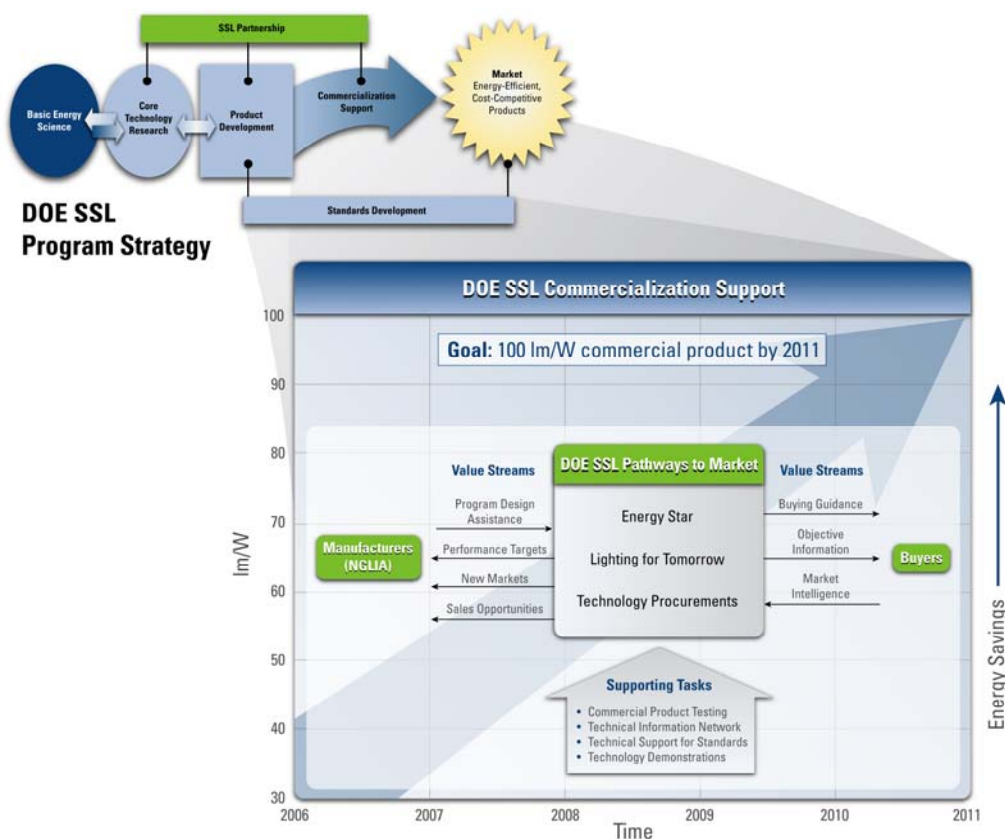 SSL Partnership
Basic Energy
Science
Core
Technology
Research
Product
Development
Commercialization
Support
Market
Energy-Efficient,
Cost-Competitive
Products
Standards Development
DOE SSL
Program Strategy
DOE SSL Commercialization Support
Goal: 100 lm/W commercial product by 2011
100
90
80
70
60
50
40
30
lm/W
Value Streams
Program Design
Assistance
Performance Targets
New Markets
Sales Opportunities
Manufacturers
(NGLIA)
DOE SSL Pathways to Market
Energy Star
Lighting for Tomorrow
Technology Procurements
Value Streams
Buying Guidance
Objective
Information
Market
Intelligence
Buyers
Supporting Tasks
• Commercial Product Testing
• Technical Information Network
• Technical Support for Standards
• Technology Demonstrations
Energy Savings
2006
2007
2008
2009
2010
2011
Time